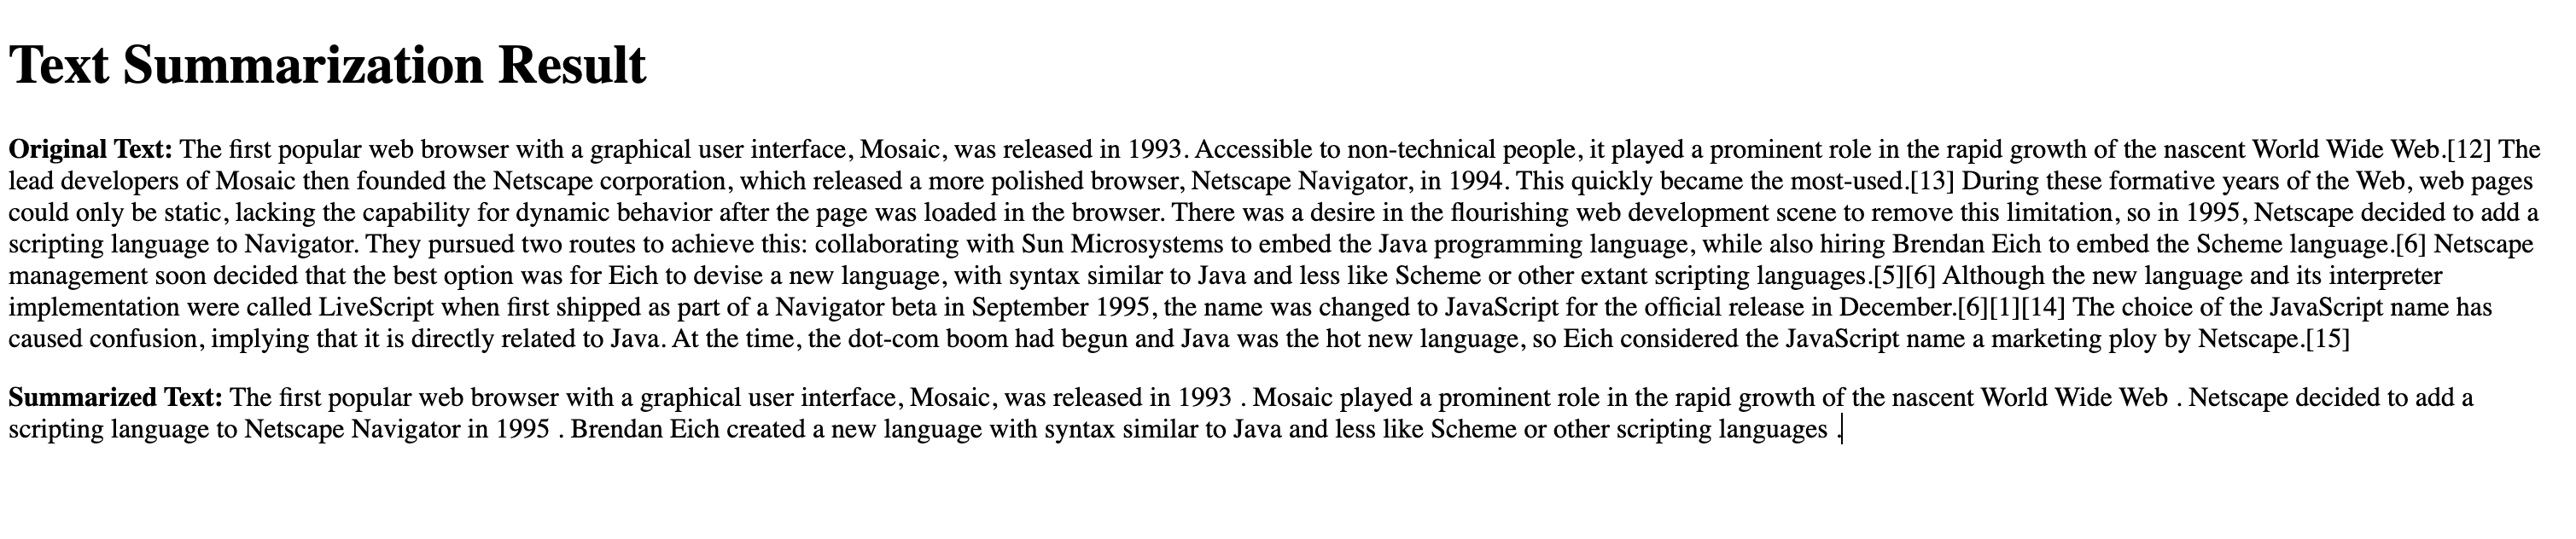 Text Summarization Result
Original Text: The first popular web browser with a graphical user interface, Mosaic, was released in 1993. Accessible to non-technical people, it played a prominent role in the rapid growth of the nascent World Wide Web.[12] The
lead developers of Mosaic then founded the Netscape corporation, which released a more polished browser, Netscape Navigator, in 1994. This quickly became the most-used.[13] During these formative years of the Web, web pages
could only be static, lacking the capability for dynamic behavior after the page was loaded in the browser. There was a desire in the flourishing web development scene to remove this limitation, so in 1995, Netscape decided to add a
scripting language to Navigator. They pursued two routes to achieve this: collaborating with Sun Microsystems to embed the Java programming language, while also hiring Brendan Eich to embed the Scheme language.[6] Netscape
management soon decided that the best option was for Eich to devise a new language, with syntax similar to Java and less like Scheme or other extant scripting languages.[5][6] Although the new language and its interpreter
implementation were called LiveScript when first shipped as part of a Navigator beta in September 1995, the name was changed to JavaScript for the official release in December.[6][1][14] The choice of the JavaScript name has
caused confusion, implying that it is directly related to Java. At the time, the dot-com boom had begun and Java was the hot new language, so Eich considered the JavaScript name a marketing ploy by Netscape.[15]
Summarized Text: The first popular web browser with a graphical user interface, Mosaic, was released in 1993 . Mosaic played a prominent role in the rapid growth of the nascent World Wide Web . Netscape decided to add a
scripting language to Netscape Navigator in 1995 . Brendan Eich created a new language with syntax similar to Java and less like Scheme or other scripting languages .